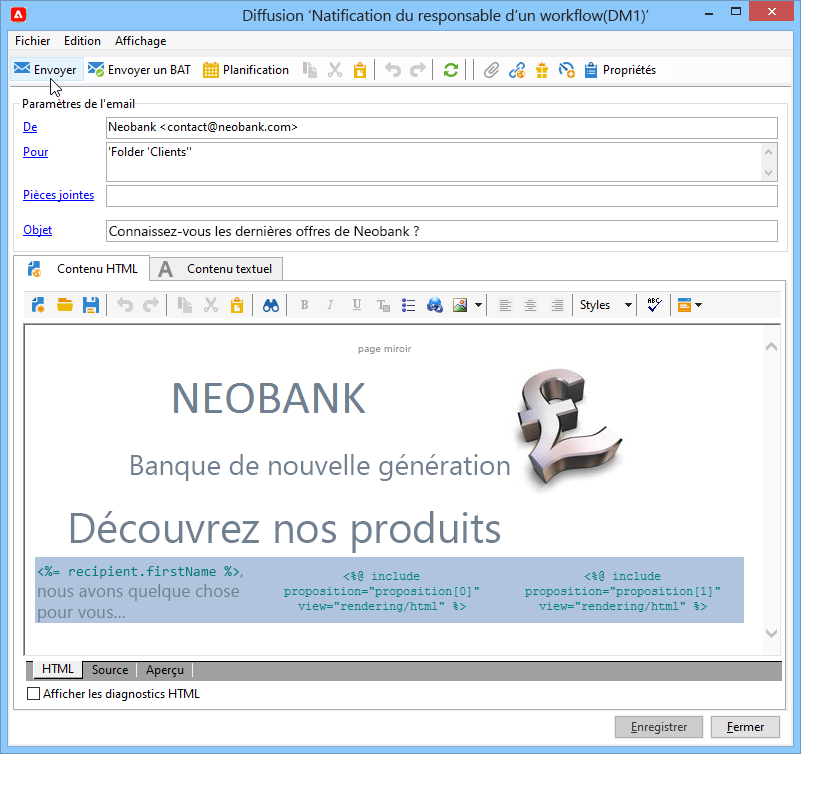 Diffusion ‘Natification du responsable d’un workflow(DM1)’
Fichier Edition Affichage
Envoyer Envoyer un BAT Planification Propriétés
Paramètres de l'email
De Neobank <contact@neobank.com>
Pour 'Folder 'Clients''
Pièces jointes
Objet Connaissez-vous les dernières offres de Neobank ?
Contenu HTML A Contenu textuel
B I U T Styles ABC
page miroir
NEOBANK
Banque de nouvelle génération
Découvrez nos produits
<%= recipient.firstName %>,
nous avons quelque chose
pour vous...
<%@ include
proposition="proposition[0]"
view="rendering/html" %>
<%@ include
proposition="proposition[1]"
view="rendering/html" %>
HTML Source Aperçu
Afficher les diagnostics HTML
Enregistrer Fermer